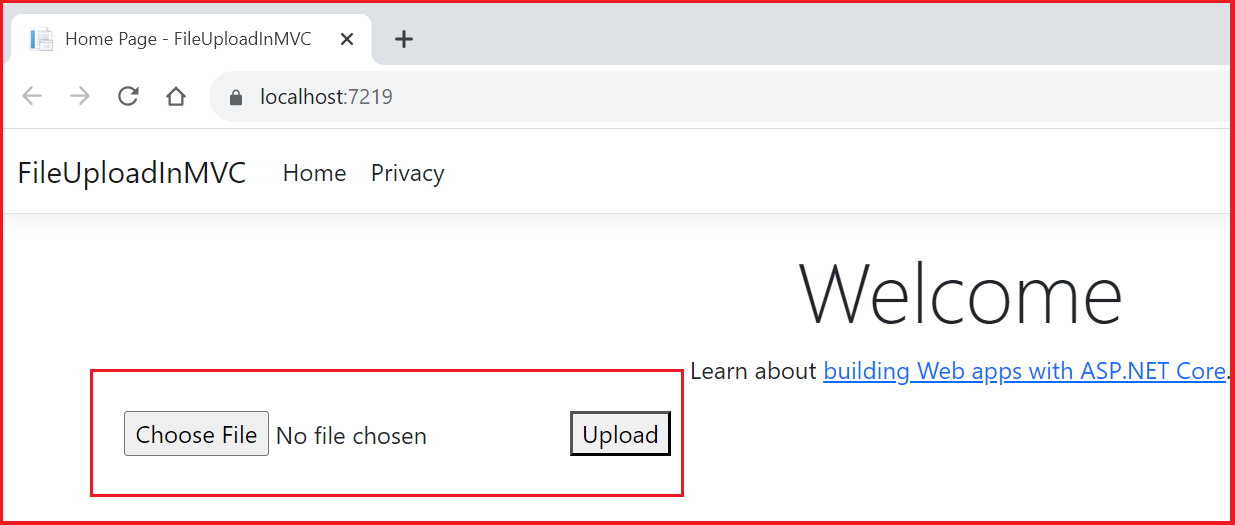 Home Page - FileUploadInMVC
localhost:7219
FileUploadInMVC Home Privacy
Welcome
Learn about building Web apps with ASP.NET Core.
Choose File No file chosen Upload